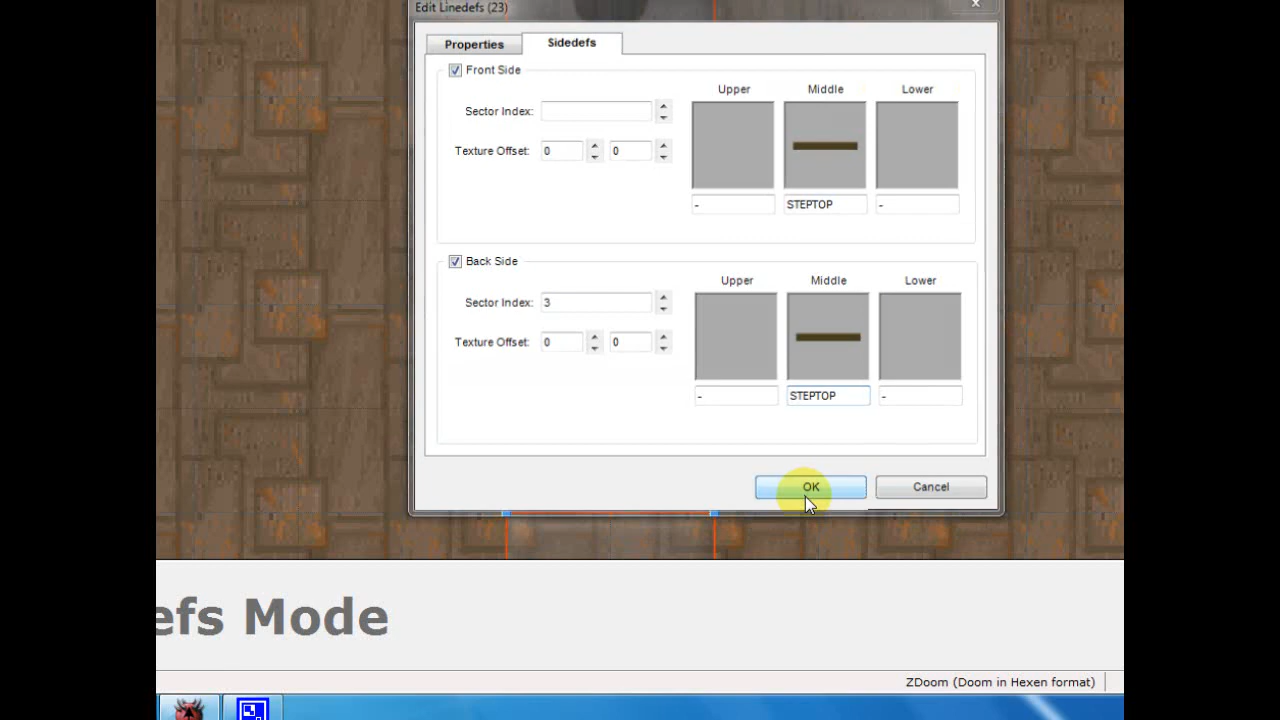 Edit Linedefs (23)
Properties
Sidedefs
Front Side
Upper
Middle
Lower
Sector Index:
Texture Offset: 0 0
- STEPTOP -
Back Side
Upper
Middle
Lower
Sector Index: 3
Texture Offset: 0 0
- STEPTOP -
OK
Cancel
efs Mode
ZDoom (Doom in Hexen format)